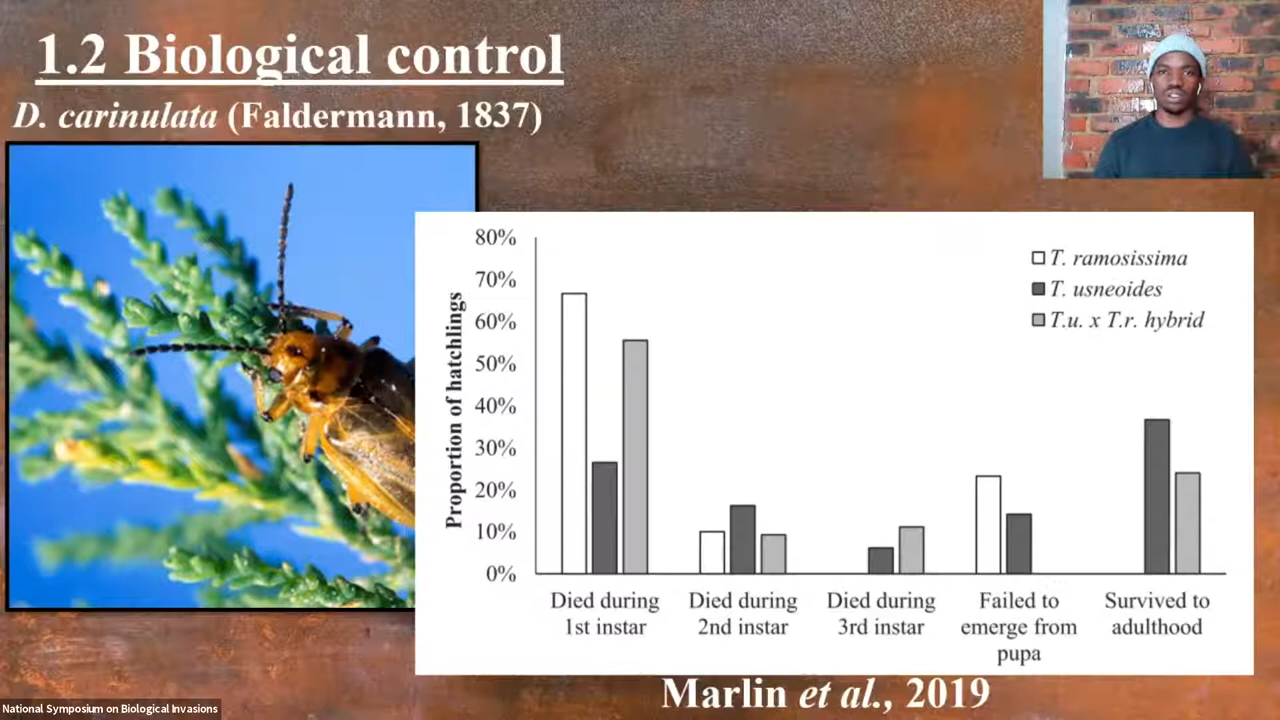 1.2 Biological control
D. carinulata (Faldermann, 1837)
80%
70%
60%
50%
40%
30%
20%
10%
0%
Proportion of hatchlings
T. ramosissima
T. usneoides
T.u. x T.r. hybrid
Died during
1st instar
Died during
2nd instar
Died during
3rd instar
Failed to
emerge from
pupa
Survived to
adulthood
Marlin et al., 2019
National Symposium on Biological Invasions